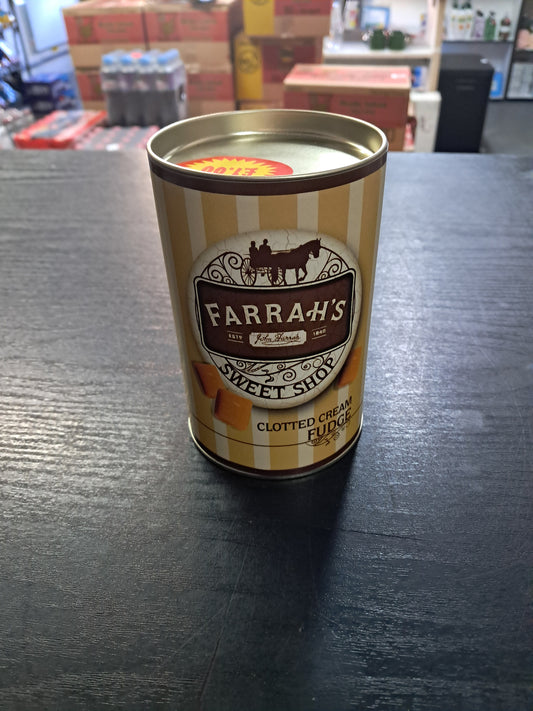 £1.00
FARRAH'S
ESTD John Farrah 1840
SWEET SHOP
CLOTTED CREAM
FUDGE